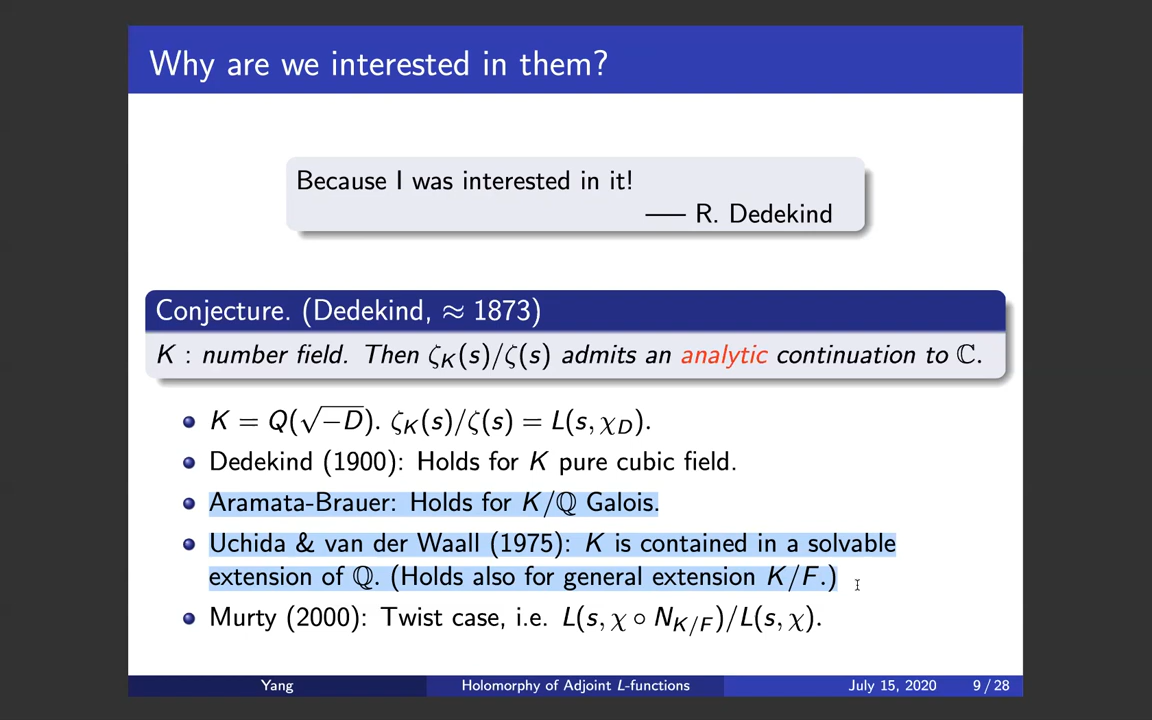 Why are we interested in them?
Because I was interested in it!
—— R. Dedekind
Conjecture. (Dedekind, ≈ 1873)
K : number field. Then ζ_K(s)/ζ(s) admits an analytic continuation to ℂ.
K = Q(√−D). ζ_K(s)/ζ(s) = L(s, χ_D).
Dedekind (1900): Holds for K pure cubic field.
Aramata-Brauer: Holds for K/ℚ Galois.
Uchida & van der Waall (1975): K is contained in a solvable
extension of ℚ. (Holds also for general extension K/F.)
Murty (2000): Twist case, i.e. L(s, χ ∘ N_{K/F})/L(s, χ).
Yang Holomorphy of Adjoint L-functions July 15, 2020 9 / 28